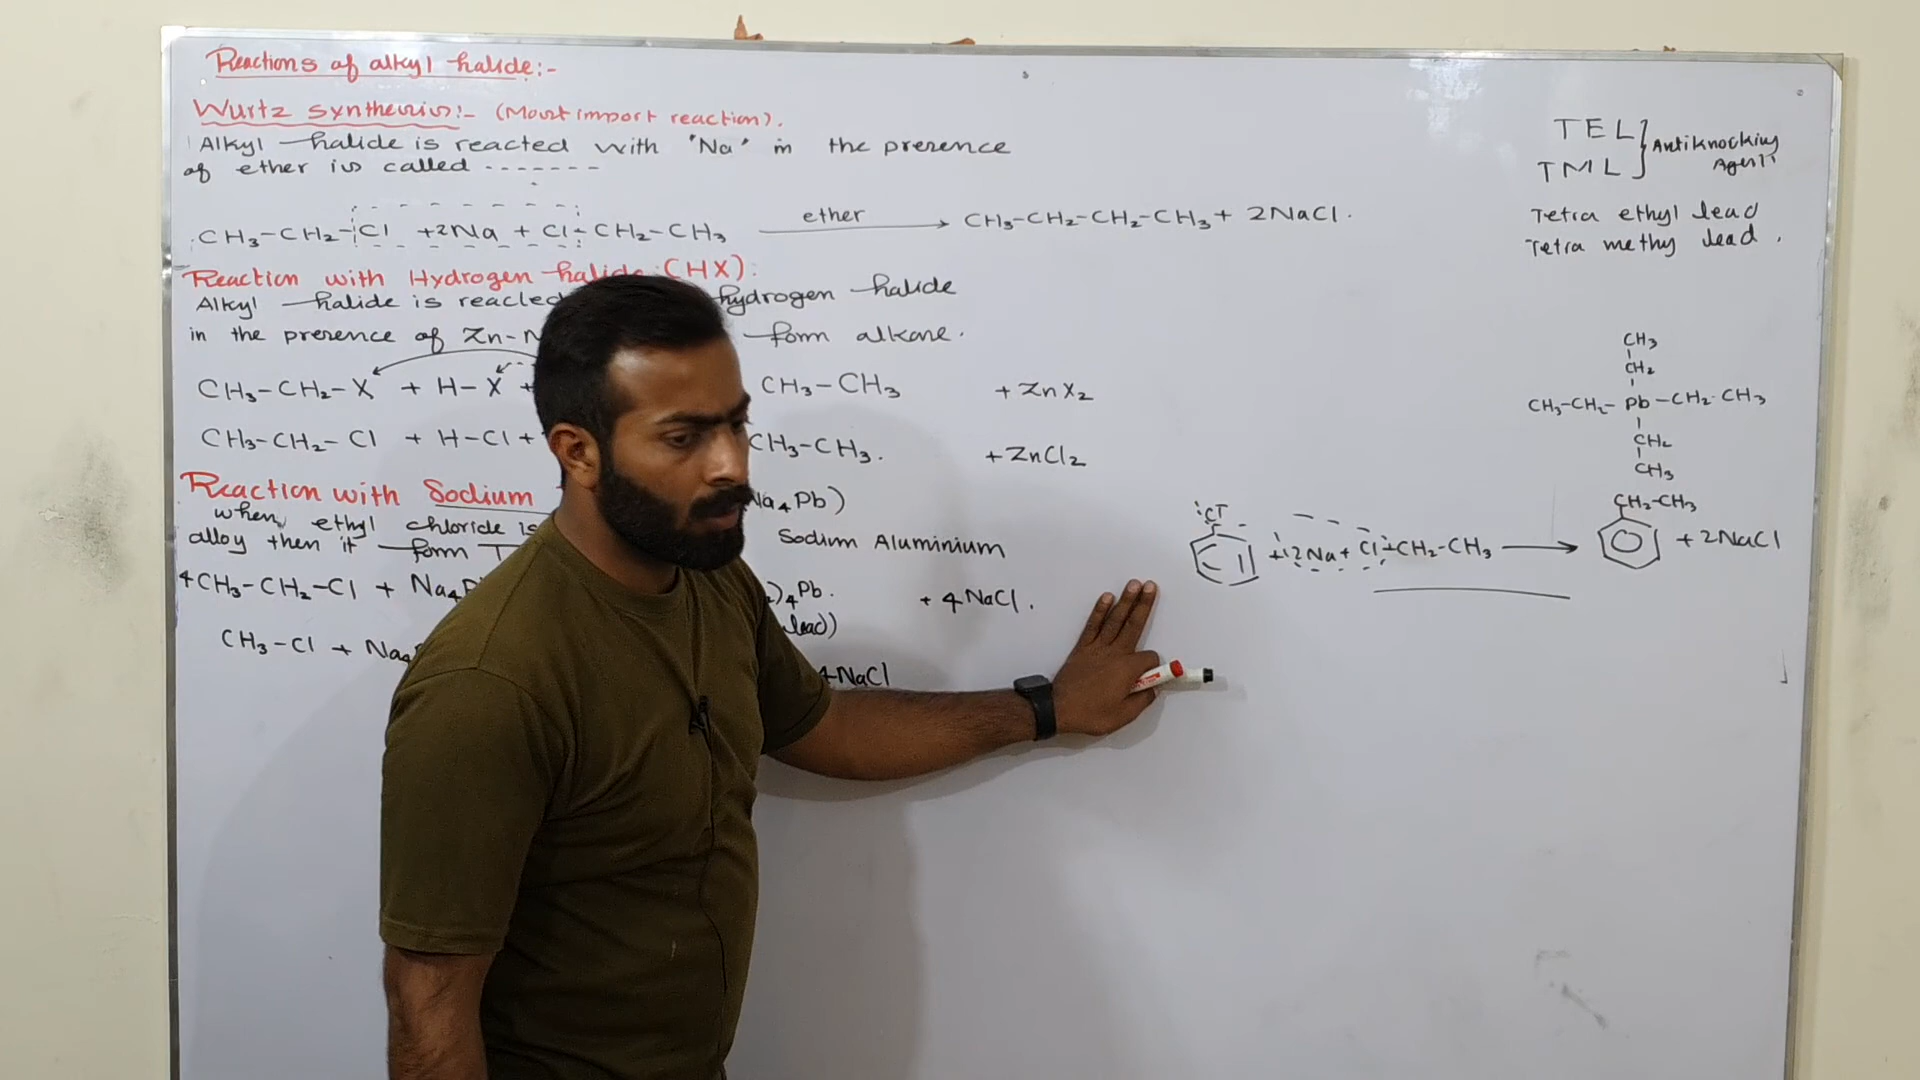 Reactions of alkyl halide:-
Wurtz synthesis:- (Most import reaction).
Alkyl halide is reacted with "Na" in the presence
of ether is called -------
CH3-CH2-Cl +2Na + Cl-CH2-CH3 ether → CH3-CH2-CH2-CH3 + 2NaCl.
Reaction with Hydrogen halide (HX):
Alkyl halide is reacted hydrogen halide
in the presence of Zn- form alkane.
CH3-CH2-X + H-X + CH3-CH3 + ZnX2
CH3-CH2-Cl + H-Cl + CH3-CH3. + ZnCl2
Reaction with Sodium Na4Pb)
when ethyl chloride is Sodium Aluminium
alloy then it form
4CH3-CH2-Cl + )4Pb. + 4NaCl.
lead)
CH3-Cl + 4NaCl
TEL
TML } Antiknocking Agent
Tetra ethyl lead
Tetra methy lead.
CH3
CH2
CH3-CH2-Pb-CH2-CH3
CH2
CH3
CH2-CH3
Cl
+2Na+ Cl+CH2-CH3 → + 2NaCl